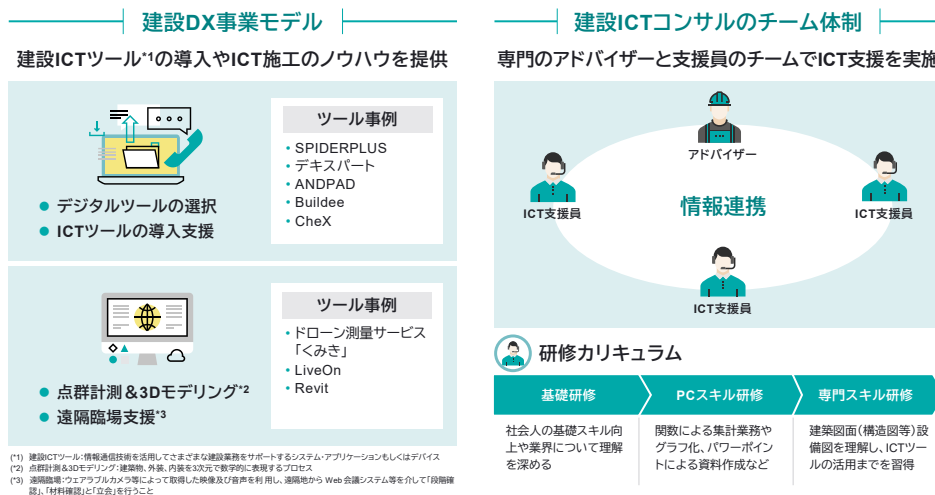 建設DX事業モデル
建設ICTツール*1の導入やICT施工のノウハウを提供
ツール事例
・SPIDERPLUS
・デキスパート
・ANDPAD
・Buildee
・CheX
● デジタルツールの選択
● ICTツールの導入支援
ツール事例
・ドローン測量サービス
「くみき」
・LiveOn
・Revit
● 点群計測&3Dモデリング*2
● 遠隔臨場支援*3
(*1) 建設ICTツール:情報通信技術を活用してさまざまな建設業務をサポートするシステム・アプリケーションもしくはデバイス
(*2) 点群計測&3Dモデリング:建築物、外装、内装を3次元で数学的に表現するプロセス
(*3) 遠隔臨場:ウェアラブルカメラ等によって取得した映像及び音声を利用し、遠隔地から Web 会議システム等を介して「段階確
認」、「材料確認」と「立会」を行うこと
建設ICTコンサルのチーム体制
専門のアドバイザーと支援員のチームでICT支援を実施
アドバイザー
ICT支援員
情報連携
ICT支援員
ICT支援員
研修カリキュラム
基礎研修
PCスキル研修
専門スキル研修
社会人の基礎スキル向
上や業界について理解
を深める
関数による集計業務や
グラフ化、パワーポイン
トによる資料作成など
建築図面(構造図等)設
備図を理解し、ICTツー
ルの活用までを習得